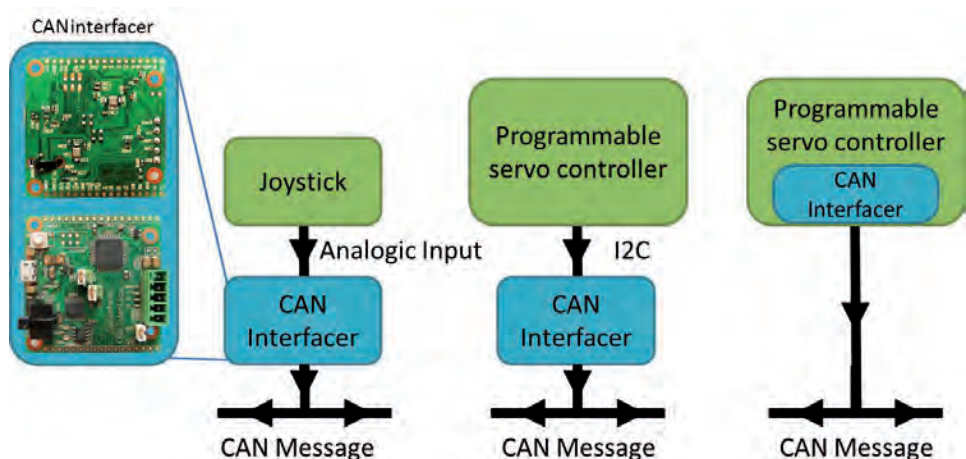 CANinterfacer
Joystick
Analogic Input
CAN
Interfacer
CAN Message
Programmable
servo controller
I2C
CAN
Interfacer
CAN Message
Programmable
servo controller
CAN
Interfacer
CAN Message